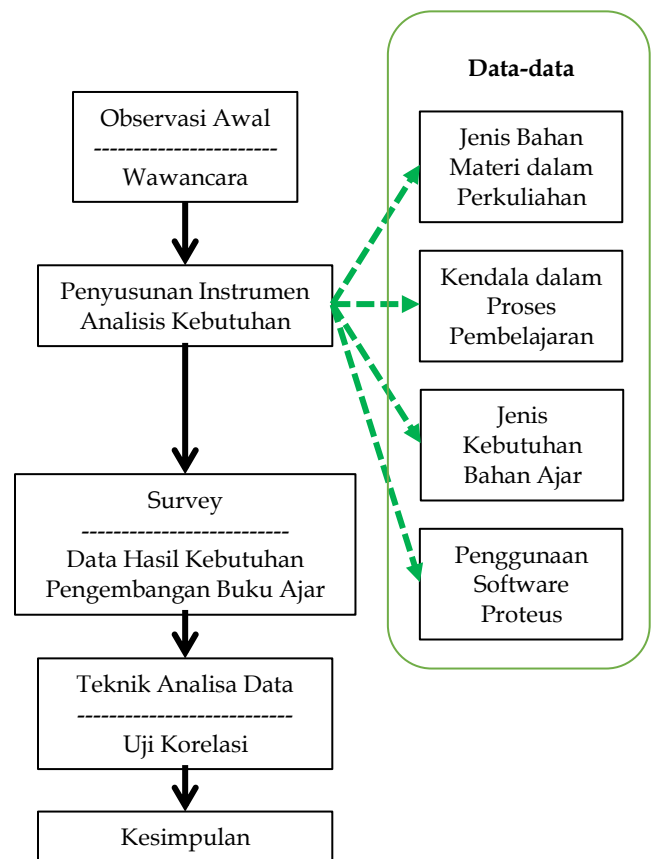 Observasi Awal
-----------------------
Wawancara
Penyusunan Instrumen
Analisis Kebutuhan
Survey
--------------------------
Data Hasil Kebutuhan
Pengembangan Buku Ajar
Teknik Analisa Data
---------------------------
Uji Korelasi
Kesimpulan
Data-data
Jenis Bahan
Materi dalam
Perkuliahan
Kendala dalam
Proses
Pembelajaran
Jenis
Kebutuhan
Bahan Ajar
Penggunaan
Software
Proteus